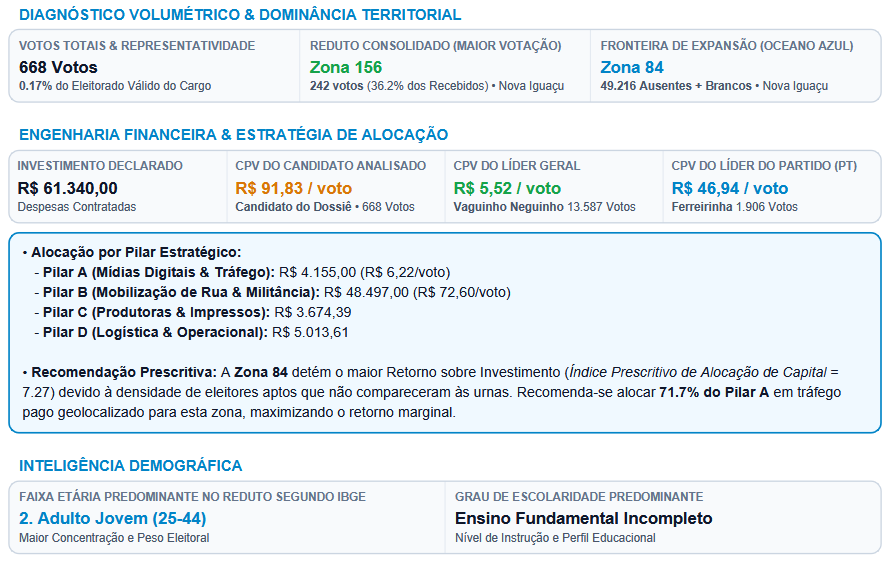 DIAGNÓSTICO VOLUMÉTRICO & DOMINÂNCIA TERRITORIAL
VOTOS TOTAIS & REPRESENTATIVIDADE
668 Votos
0.17% do Eleitorado Válido do Cargo
REDUTO CONSOLIDADO (MAIOR VOTAÇÃO)
Zona 156
242 votos (36.2% dos Recebidos) • Nova Iguaçu
FRONTEIRA DE EXPANSÃO (OCEANO AZUL)
Zona 84
49.216 Ausentes + Brancos • Nova Iguaçu
ENGENHARIA FINANCEIRA & ESTRATÉGIA DE ALOCAÇÃO
INVESTIMENTO DECLARADO
R$ 61.340,00
Despesas Contratadas
CPV DO CANDIDATO ANALISADO
R$ 91,83 / voto
Candidato do Dossiê • 668 Votos
CPV DO LÍDER GERAL
R$ 5,52 / voto
Vaguinho Neguinho 13.587 Votos
CPV DO LÍDER DO PARTIDO (PT)
R$ 46,94 / voto
Ferreirinha 1.906 Votos
• Alocação por Pilar Estratégico:
- Pilar A (Mídias Digitais & Tráfego): R$ 4.155,00 (R$ 6,22/voto)
- Pilar B (Mobilização de Rua & Militância): R$ 48.497,00 (R$ 72,60/voto)
- Pilar C (Produtoras & Impressos): R$ 3.674,39
- Pilar D (Logística & Operacional): R$ 5.013,61
• Recomendação Prescritiva: A Zona 84 detém o maior Retorno sobre Investimento (Índice Prescritivo de Alocação de Capital =
7.27) devido à densidade de eleitores aptos que não compareceram às urnas. Recomenda-se alocar 71.7% do Pilar A em tráfego
pago geolocalizado para esta zona, maximizando o retorno marginal.
INTELIGÊNCIA DEMOGRÁFICA
FAIXA ETÁRIA PREDOMINANTE NO REDUTO SEGUNDO IBGE
2. Adulto Jovem (25-44)
Maior Concentração e Peso Eleitoral
GRAU DE ESCOLARIDADE PREDOMINANTE
Ensino Fundamental Incompleto
Nível de Instrução e Perfil Educacional